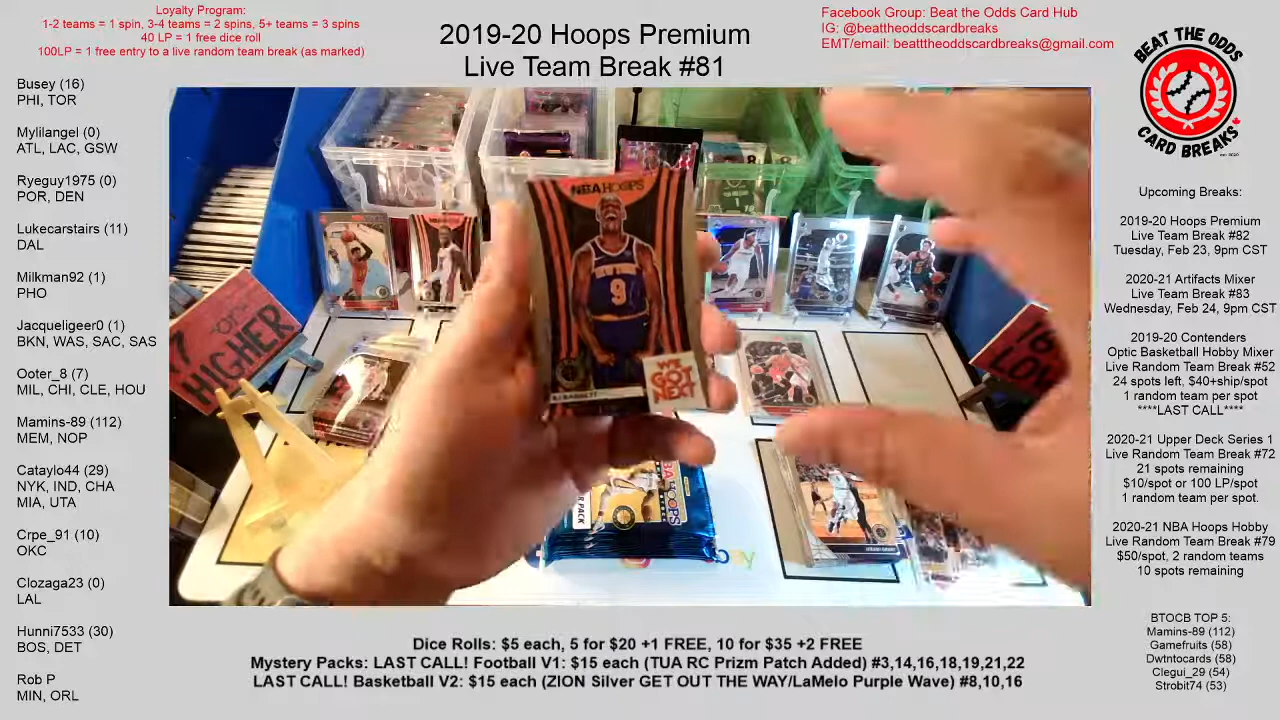 Loyalty Program:
1-2 teams = 1 spin, 3-4 teams = 2 spins, 5+ teams = 3 spins
40 LP = 1 free dice roll
100LP = 1 free entry to a live random team break (as marked)
2019-20 Hoops Premium
Live Team Break #81
Facebook Group: Beat the Odds Card Hub
IG: @beattheoddscardbreaks
EMT/email: beattheoddscardbreaks@gmail.com
BEAT THE ODDS
CARD BREAKS
Busey (16)
PHI, TOR
Mylilangel (0)
ATL, LAC, GSW
Ryeguy1975 (0)
POR, DEN
Lukecarstairs (11)
DAL
Milkman92 (1)
PHO
Jacqueligeer0 (1)
BKN, WAS, SAC, SAS
Ooter_8 (7)
MIL, CHI, CLE, HOU
Mamins-89 (112)
MEM, NOP
Cataylo44 (29)
NYK, IND, CHA
MIA, UTA
Crpe_91 (10)
OKC
Clozaga23 (0)
LAL
Hunni7533 (30)
BOS, DET
Rob P
MIN, ORL
NBA HOOPS
NEW YORK
9
RJ BARRETT
WE
GOT
NEXT
HIGHER
Upcoming Breaks:
2019-20 Hoops Premium
Live Team Break #82
Tuesday, Feb 23, 9pm CST
2020-21 Artifacts Mixer
Live Team Break #83
Wednesday, Feb 24, 9pm CST
2019-20 Contenders
Optic Basketball Hobby Mixer
Live Random Team Break #52
24 spots left, $40+ship/spot
1 random team per spot
****LAST CALL****
2020-21 Upper Deck Series 1
Live Random Team Break #72
21 spots remaining
$10/spot or 100 LP/spot
1 random team per spot.
2020-21 NBA Hoops Hobby
Live Random Team Break #79
$50/spot, 2 random teams
10 spots remaining
BTOCB TOP 5:
Mamins-89 (112)
Gamefruits (58)
Dwtntocards (58)
Clegui_29 (54)
Strobit74 (53)
Dice Rolls: $5 each, 5 for $20 +1 FREE, 10 for $35 +2 FREE
Mystery Packs: LAST CALL! Football V1: $15 each (TUA RC Prizm Patch Added) #3,14,16,18,19,21,22
LAST CALL! Basketball V2: $15 each (ZION Silver GET OUT THE WAY/LaMelo Purple Wave) #8,10,16